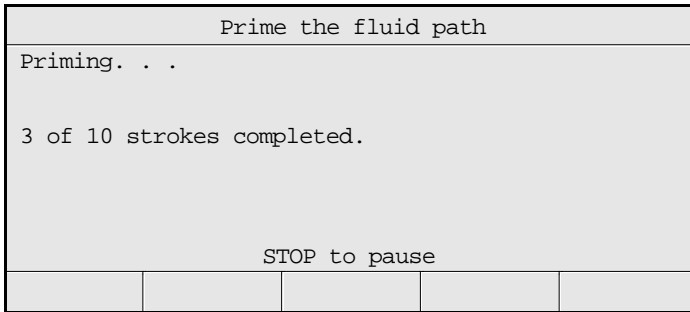 Prime the fluid path
Priming. . .
3 of 10 strokes completed.
STOP to pause